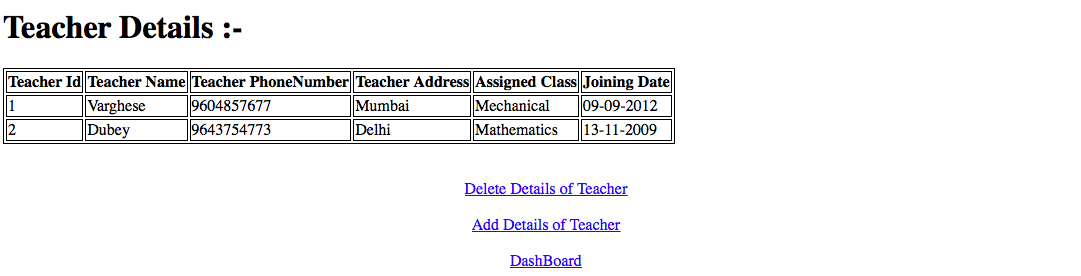 Teacher Details :-
Teacher Id Teacher Name Teacher PhoneNumber Teacher Address Assigned Class Joining Date
1 Varghese 9604857677 Mumbai Mechanical 09-09-2012
2 Dubey 9643754773 Delhi Mathematics 13-11-2009
Delete Details of Teacher
Add Details of Teacher
DashBoard